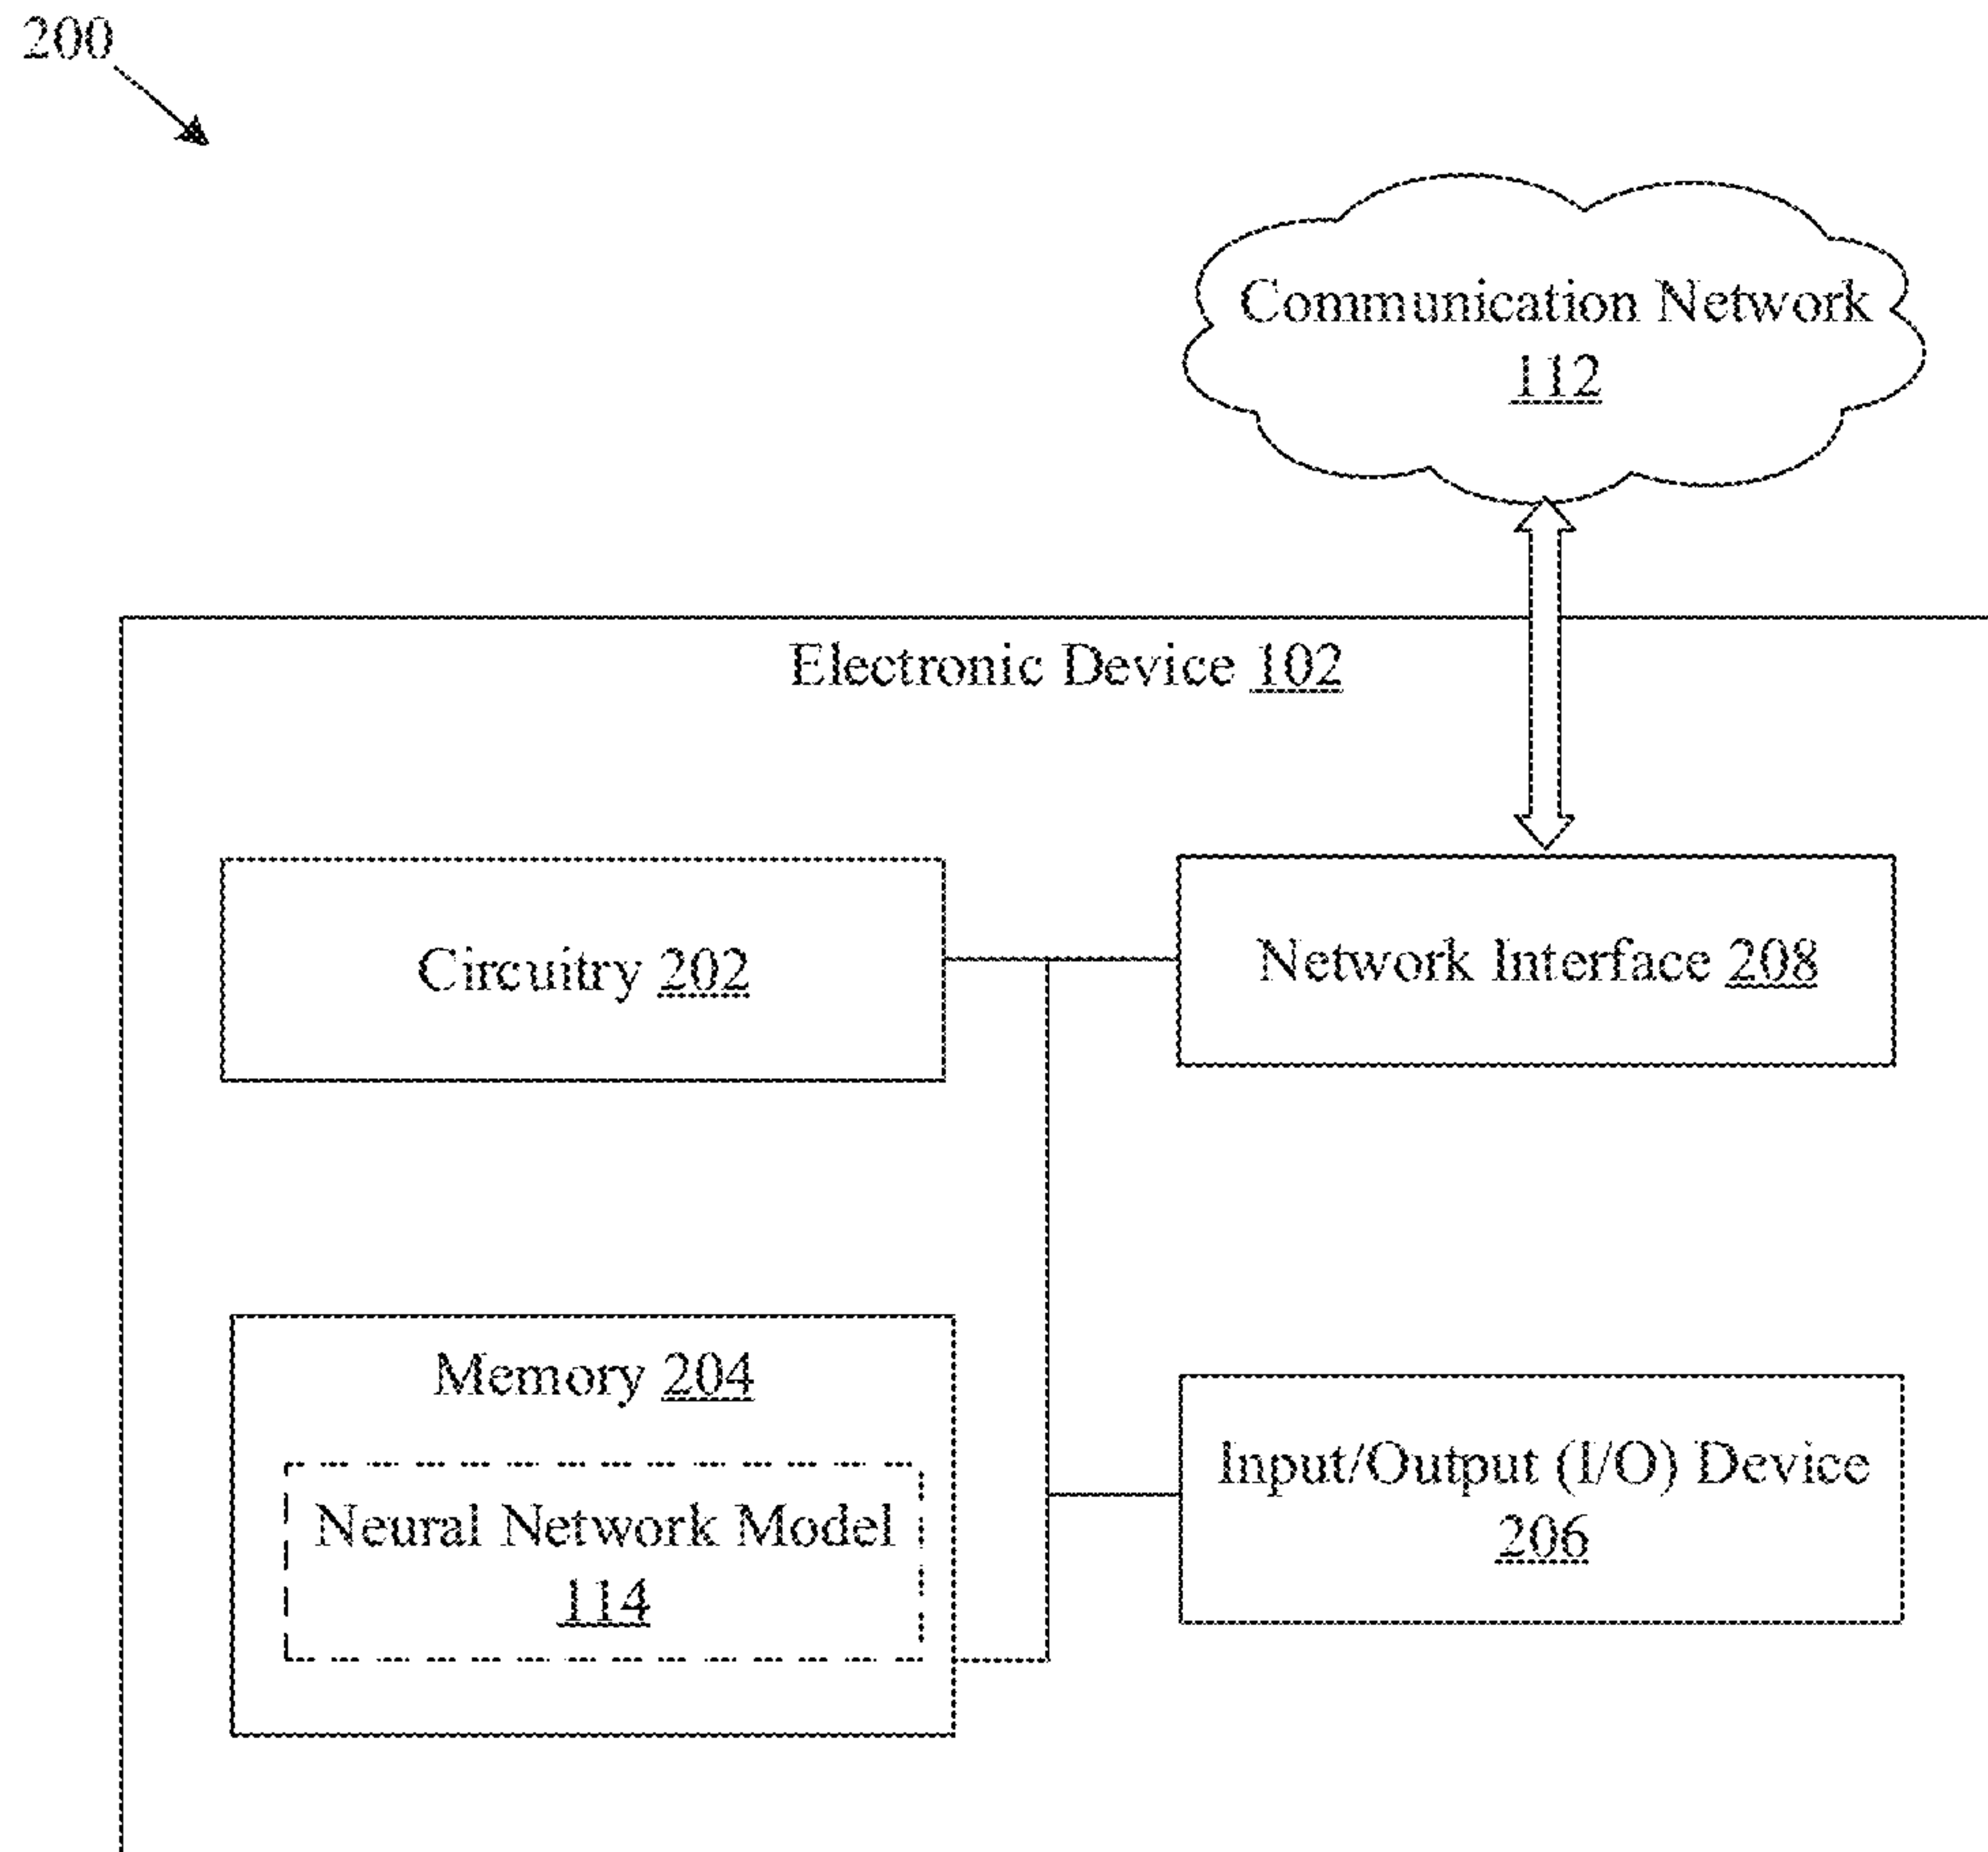 200
Communication Network
112
Electronic Device 102
Circuitry 202
Network Interface 208
Memory 204
Neural Network Model
114
Input/Output (I/O) Device
206